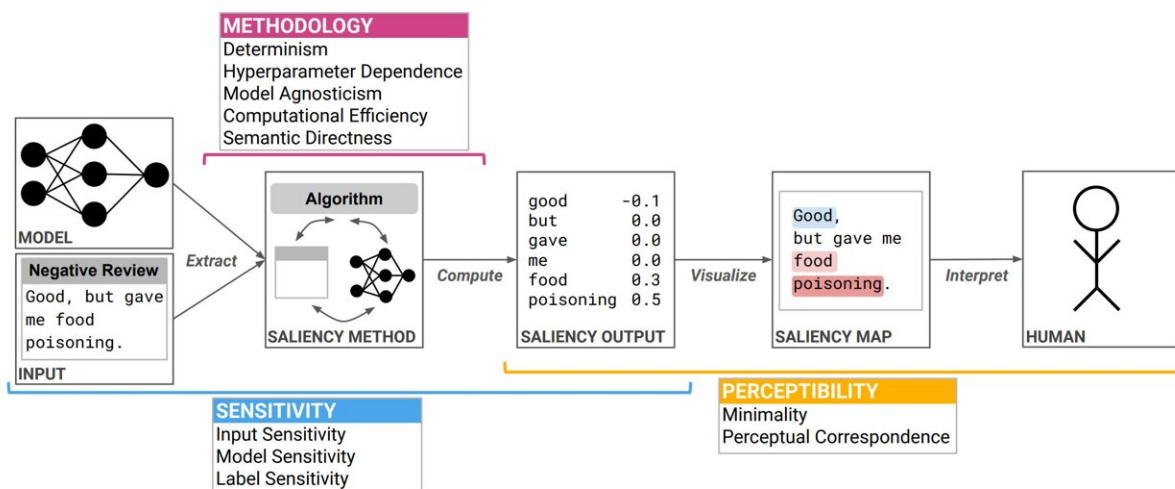 METHODOLOGY
Determinism
Hyperparameter Dependence
Model Agnosticism
Computational Efficiency
Semantic Directness
MODEL
Negative Review
Good, but gave
me food
poisoning.
INPUT
Extract
Algorithm
SALIENCY METHOD
Compute
good -0.1
but 0.0
gave 0.0
me 0.0
food 0.3
poisoning 0.5
SALIENCY OUTPUT
Visualize
Good,
but gave me
food
poisoning.
SALIENCY MAP
Interpret
HUMAN
SENSITIVITY
Input Sensitivity
Model Sensitivity
Label Sensitivity
PERCEPTIBILITY
Minimality
Perceptual Correspondence